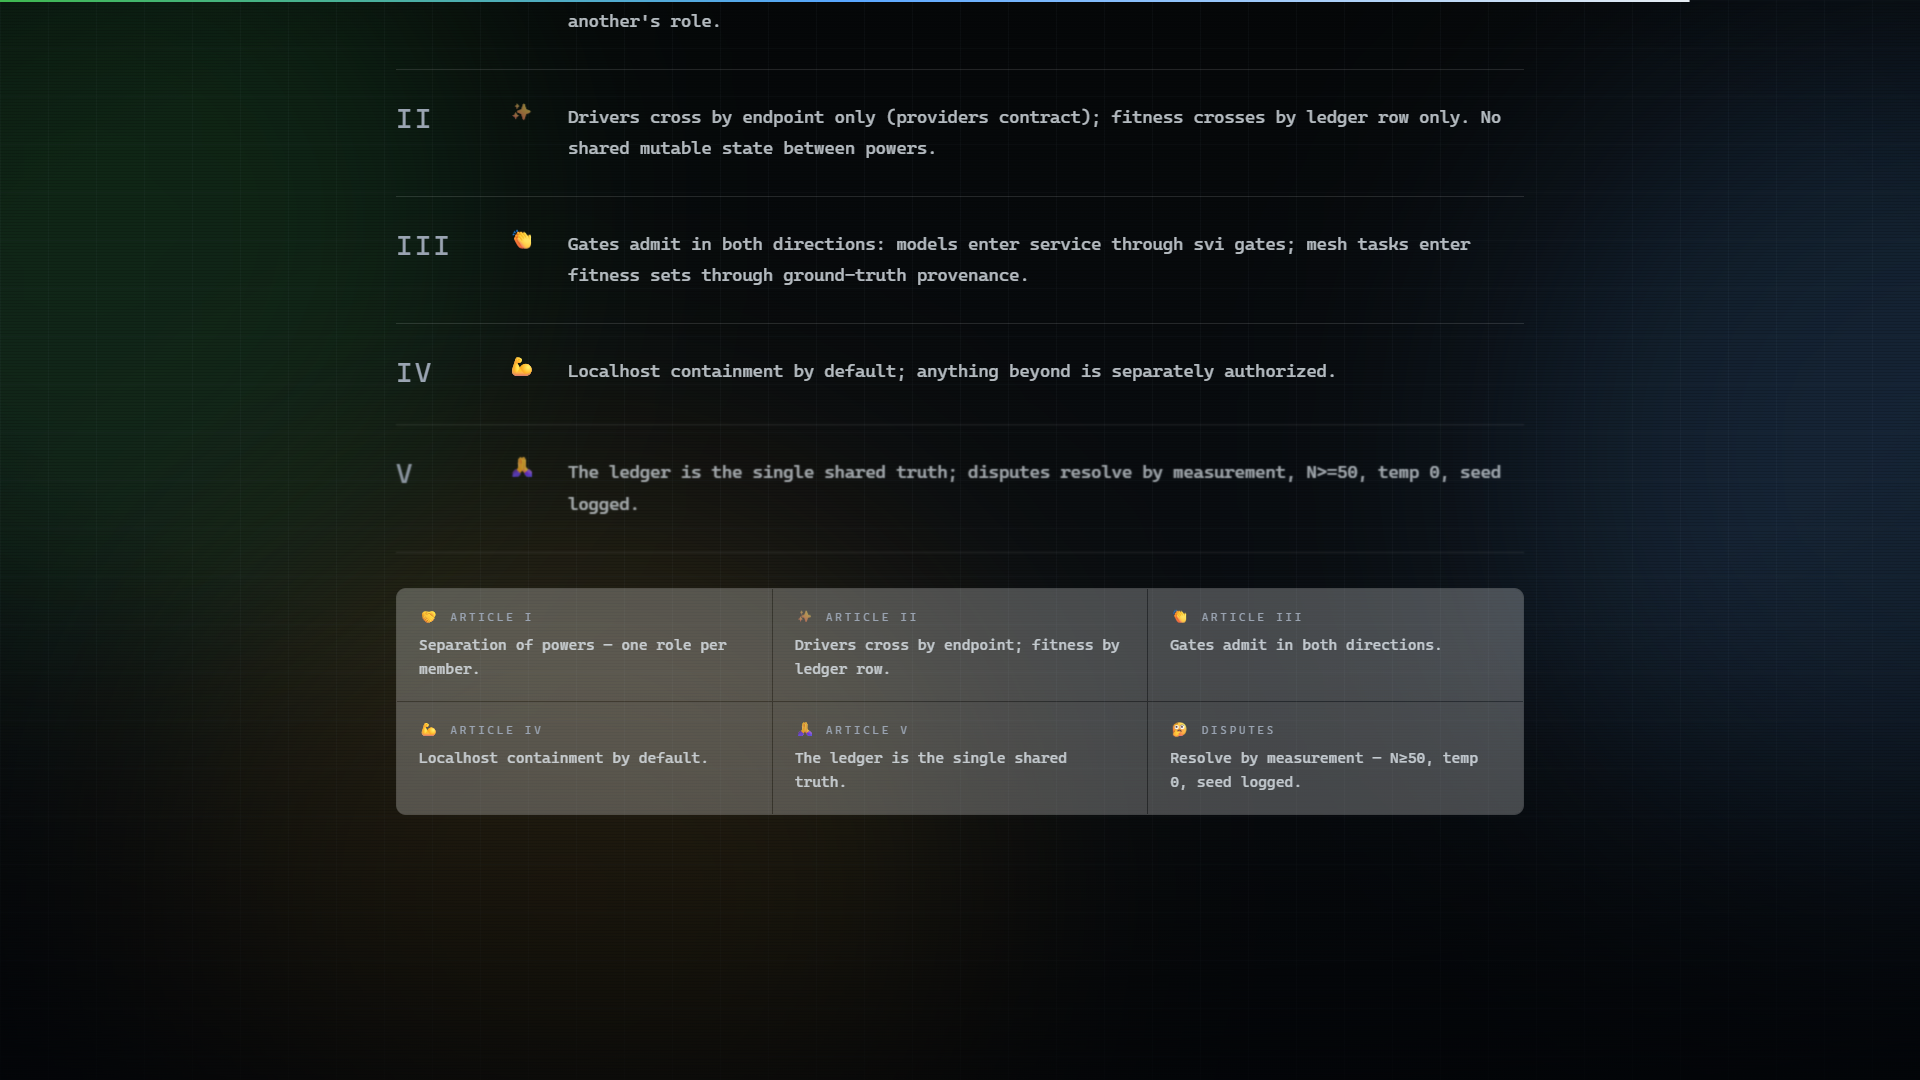 another's role.
II
Drivers cross by endpoint only (providers contract); fitness crosses by ledger row only. No
shared mutable state between powers.
III
Gates admit in both directions: models enter service through svi gates; mesh tasks enter
fitness sets through ground-truth provenance.
IV
Localhost containment by default; anything beyond is separately authorized.
V
The ledger is the single shared truth; disputes resolve by measurement, N>=50, temp 0, seed
logged.
ARTICLE I
Separation of powers — one role per
member.
ARTICLE II
Drivers cross by endpoint; fitness by
ledger row.
ARTICLE III
Gates admit in both directions.
ARTICLE IV
Localhost containment by default.
ARTICLE V
The ledger is the single shared
truth.
DISPUTES
Resolve by measurement — N≥50, temp
0, seed logged.